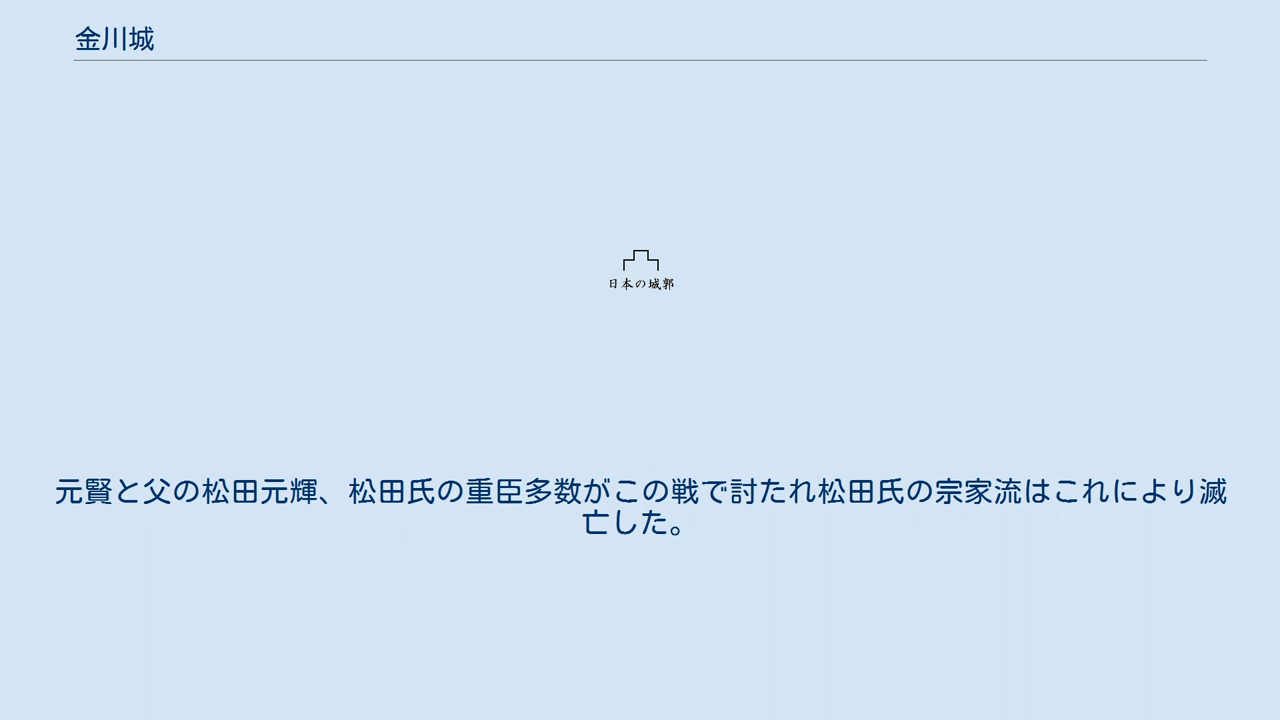 金川城
日本の城郭
元賢と父の松田元輝、松田氏の重臣多数がこの戦で討たれ松田氏の宗家流はこれにより滅
亡した。